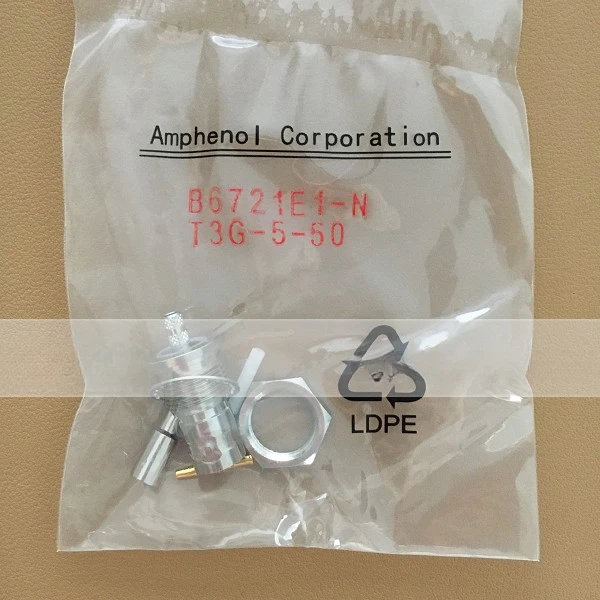 Amphenol Corporation
B6721E1-N
T3G-5-50
LDPE